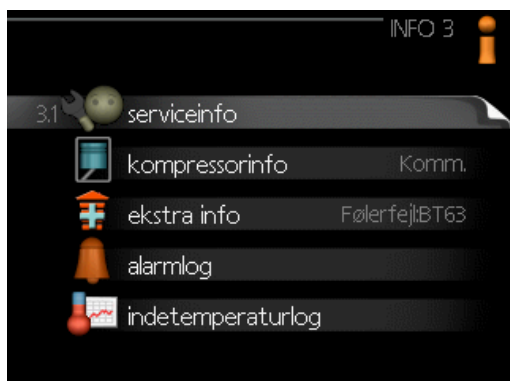 INFO 3
3.1 serviceinfo
kompressorinfo Komm.
ekstra info Følerfejl:BT63
alarmlog
indetemperaturlog